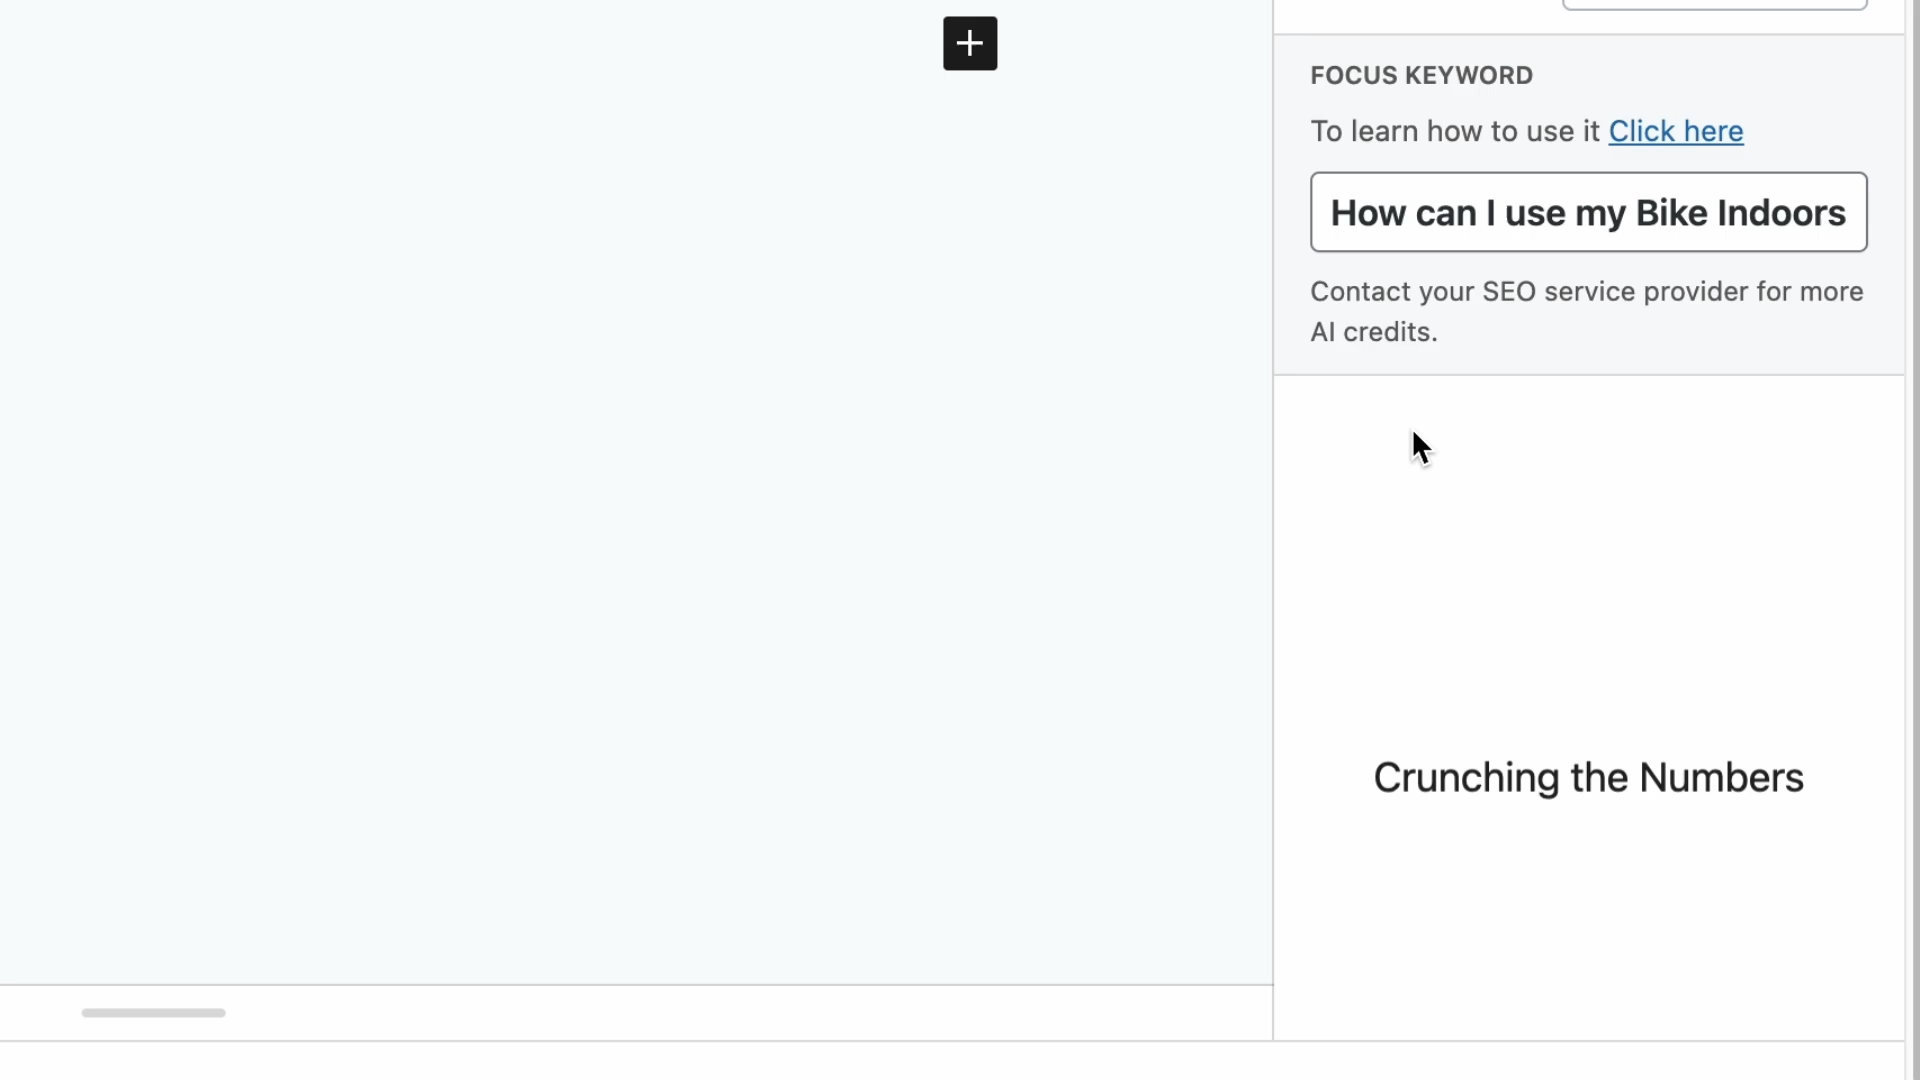 FOCUS KEYWORD
To learn how to use it Click here
How can I use my Bike Indoors
Contact your SEO service provider for more
AI credits.
Crunching the Numbers